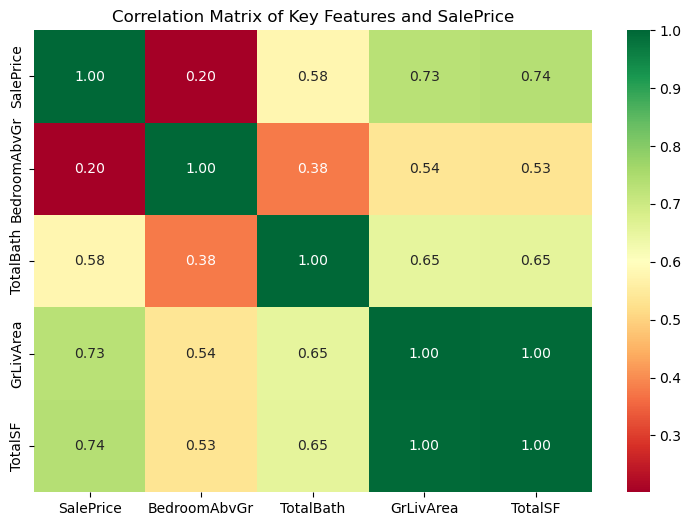 Correlation Matrix of Key Features and SalePrice
SalePrice 1.00 0.20 0.58 0.73 0.74
BedroomAbvGr 0.20 1.00 0.38 0.54 0.53
TotalBath 0.58 0.38 1.00 0.65 0.65
GrLivArea 0.73 0.54 0.65 1.00 1.00
TotalSF 0.74 0.53 0.65 1.00 1.00
SalePrice BedroomAbvGr TotalBath GrLivArea TotalSF
1.0
0.9
0.8
0.7
0.6
0.5
0.4
0.3